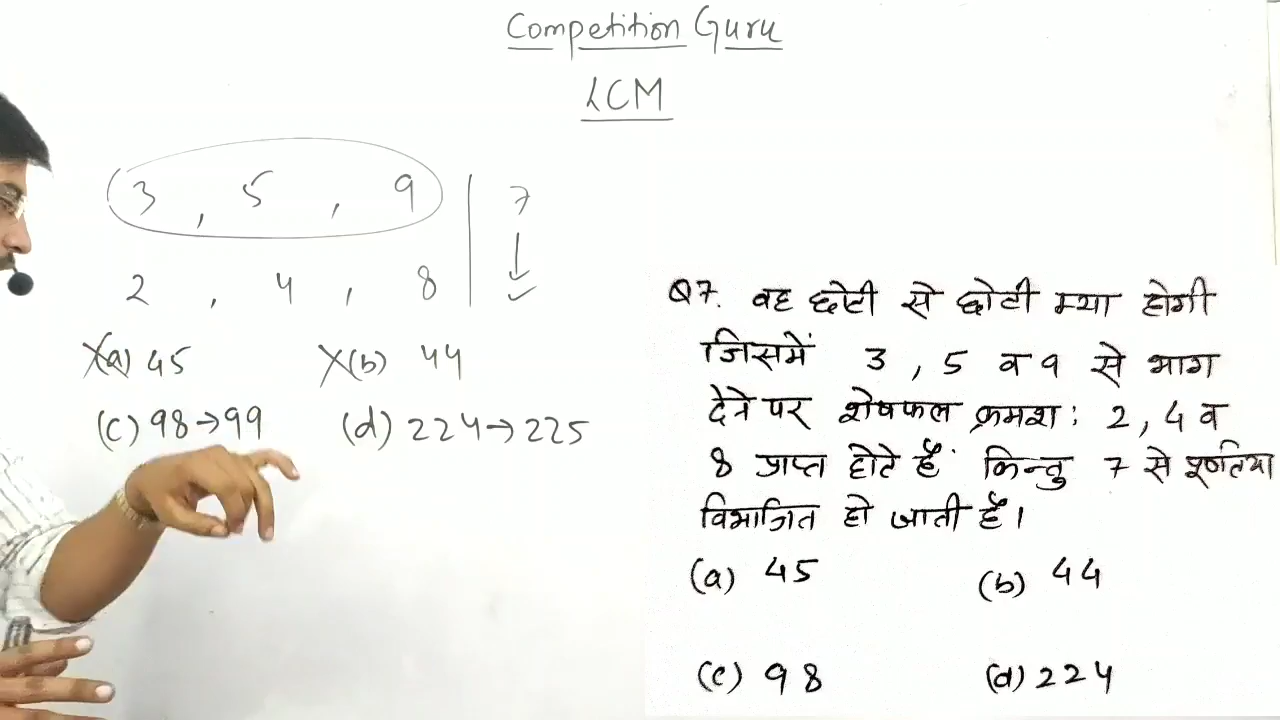 Competition Guru
LCM
3 , 5 , 9 | 7
2 , 4 , 8
(a) 45 (b) 44
(c) 98→99 (d) 224→225
Q7. वह छोटी से छोटी म्या होगी
जिसमें 3 , 5 व 9 से भाग
देने पर शेषफल क्रमश: 2, 4 व
8 प्राप्त होते हैं किन्तु 7 से पूर्णतया
विभाजित हो जाती है।
(a) 45 (b) 44
(c) 98 (d) 224